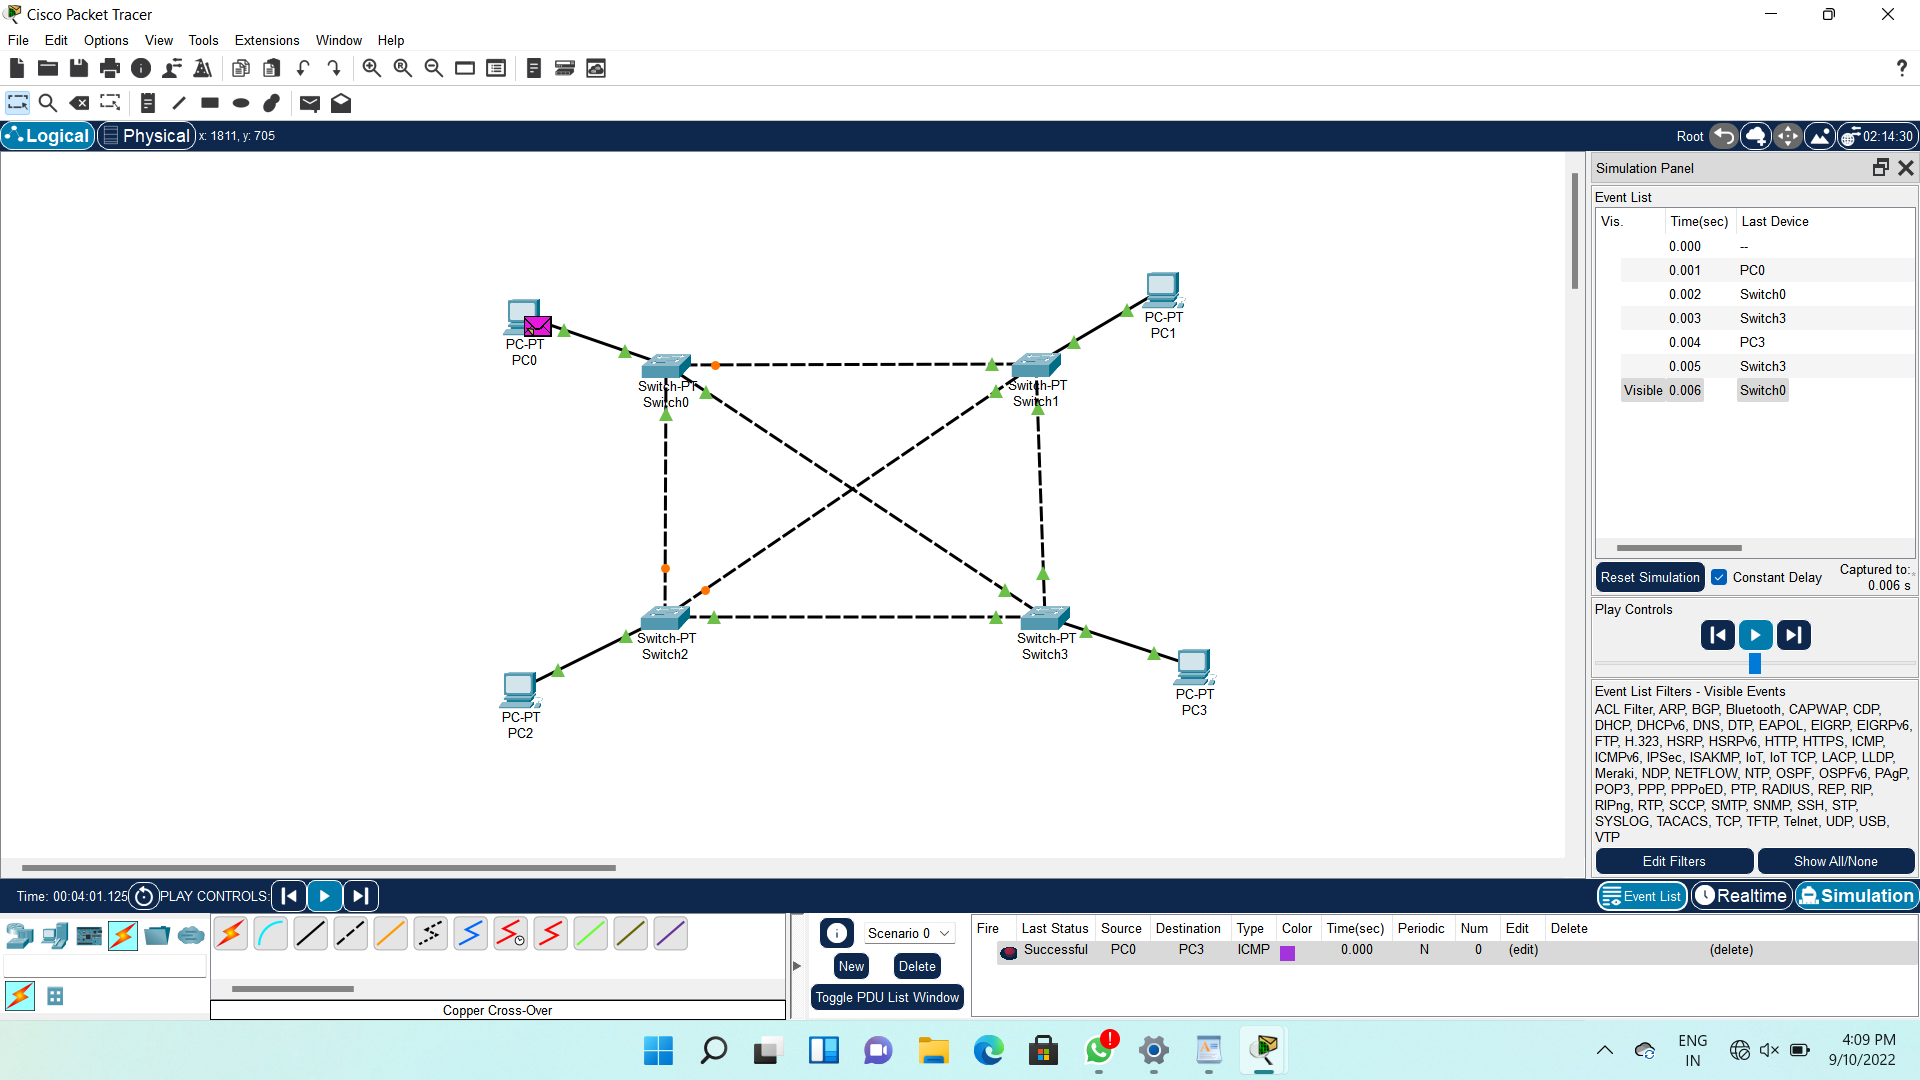 Cisco Packet Tracer
File Edit Options View Tools Extensions Window Help
?
Logical Physical x: 1811, y: 705
Root 02:14:30
PC-PT
PC0
PC-PT
PC1
Switch-PT
Switch0
Switch-PT
Switch1
Switch-PT
Switch2
Switch-PT
Switch3
PC-PT
PC2
PC-PT
PC3
Simulation Panel
Event List
Vis. Time(sec) Last Device
0.000 --
0.001 PC0
0.002 Switch0
0.003 Switch3
0.004 PC3
0.005 Switch3
Visible 0.006 Switch0
Reset Simulation Constant Delay Captured to:
0.006 s
Play Controls
Event List Filters - Visible Events
ACL Filter, ARP, BGP, Bluetooth, CAPWAP, CDP,
DHCP, DHCPv6, DNS, DTP, EAPOL, EIGRP, EIGRPv6,
FTP, H.323, HSRP, HSRPv6, HTTP, HTTPS, ICMP,
ICMPv6, IPSec, ISAKMP, IoT, IoT TCP, LACP, LLDP,
Meraki, NDP, NETFLOW, NTP, OSPF, OSPFv6, PAgP,
POP3, PPP, PPPoED, PTP, RADIUS, REP, RIP,
RIPng, RTP, SCCP, SMTP, SNMP, SSH, STP,
SYSLOG, TACACS, TCP, TFTP, Telnet, UDP, USB,
VTP
Edit Filters Show All/None
Time: 00:04:01.125 PLAY CONTROLS:
Event List Realtime Simulation
Copper Cross-Over
Scenario 0
New Delete
Toggle PDU List Window
Fire Last Status Source Destination Type Color Time(sec) Periodic Num Edit Delete
Successful PC0 PC3 ICMP 0.000 N 0 (edit) (delete)
ENG
IN
4:09 PM
9/10/2022